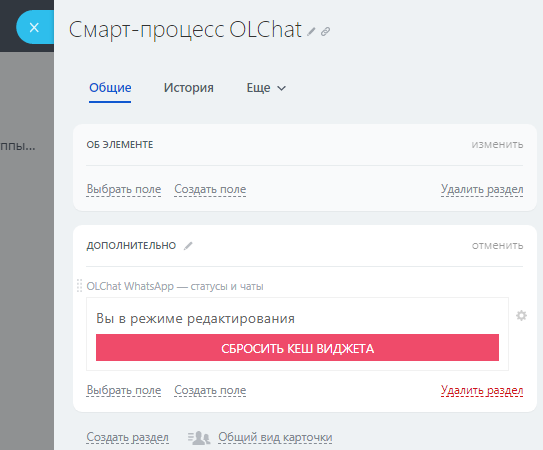 Смарт-процесс OLChat
Общие История Еще
ппы...
ОБ ЭЛЕМЕНТЕ изменить
Выбрать поле Создать поле Удалить раздел
ДОПОЛНИТЕЛЬНО отменить
OLChat WhatsApp — статусы и чаты
Вы в режиме редактирования
СБРОСИТЬ КЕШ ВИДЖЕТА
Выбрать поле Создать поле Удалить раздел
Создать раздел Общий вид карточки